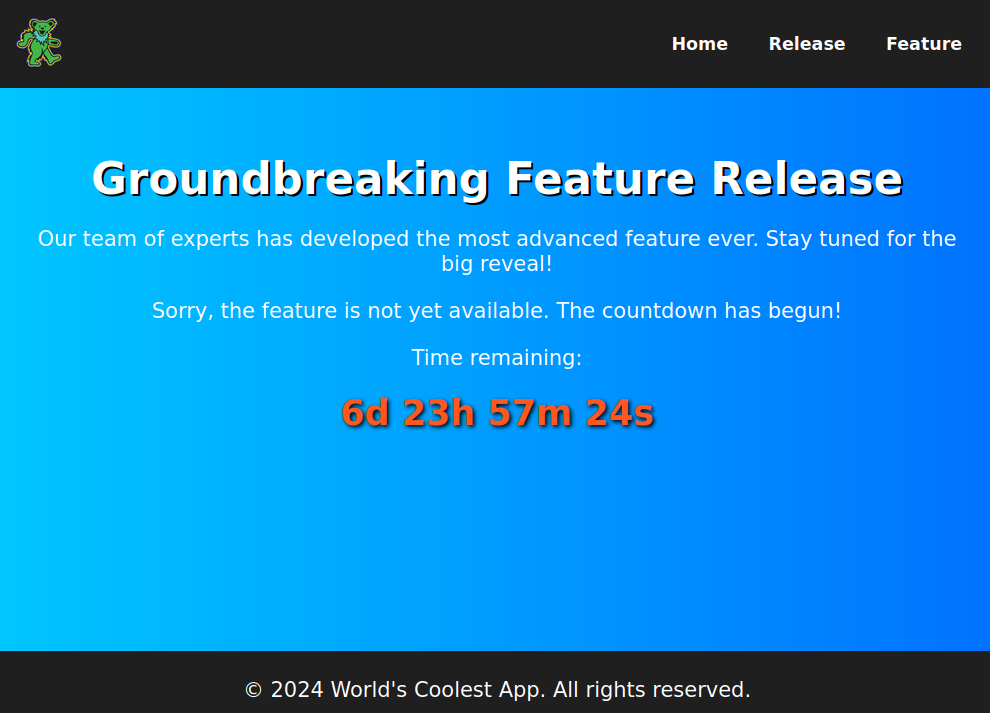 Home Release Feature
Groundbreaking Feature Release
Our team of experts has developed the most advanced feature ever. Stay tuned for the
big reveal!
Sorry, the feature is not yet available. The countdown has begun!
Time remaining:
6d 23h 57m 24s
© 2024 World's Coolest App. All rights reserved.